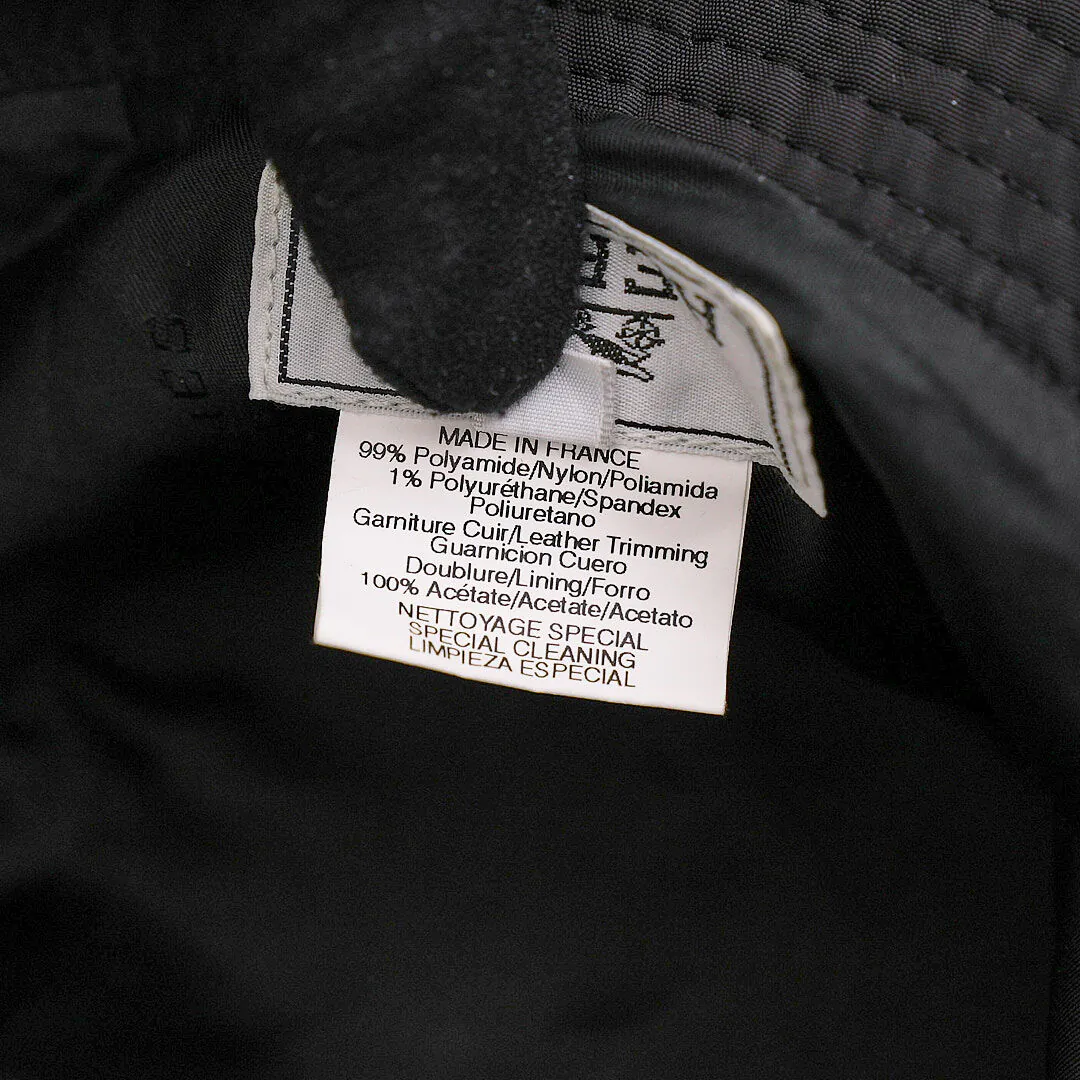 MADE IN FRANCE
99% Polyamide/Nylon/Poliamida
1% Polyuréthane/Spandex
Poliuretano
Garniture Cuir/Leather Trimming
Guarnicion Cuero
Doublure/Lining/Forro
100% Acétate/Acetate/Acetato
NETTOYAGE SPECIAL
SPECIAL CLEANING
LIMPIEZA ESPECIAL